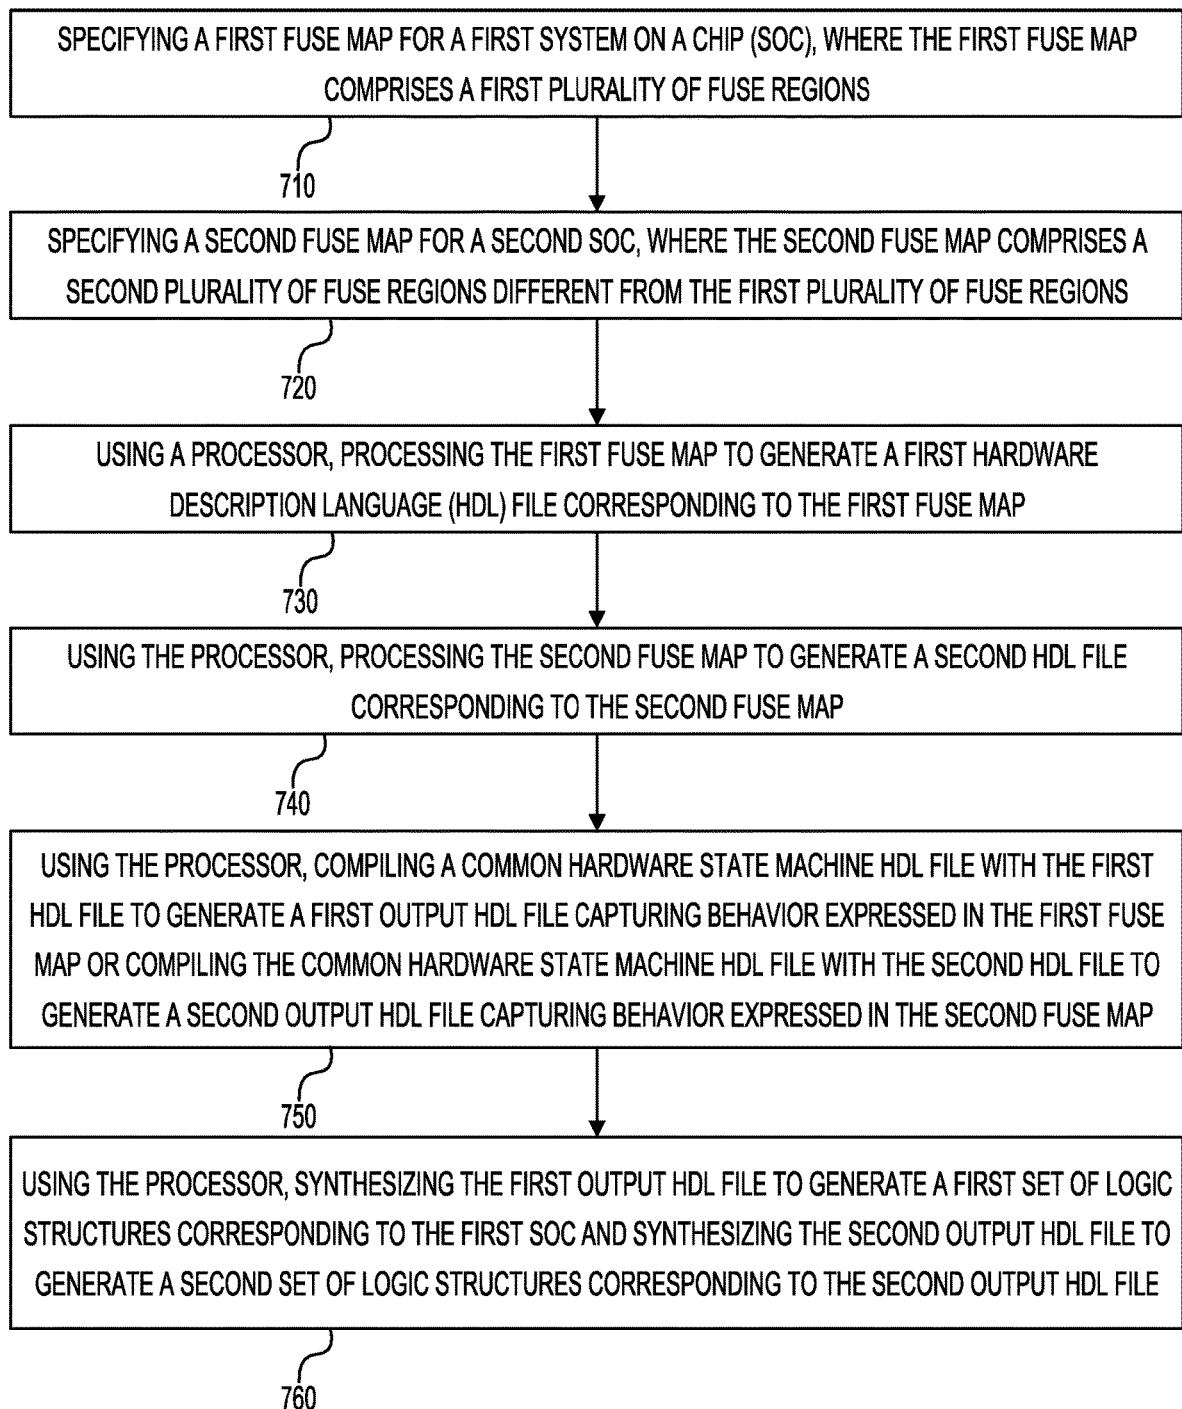 SPECIFYING A FIRST FUSE MAP FOR A FIRST SYSTEM ON A CHIP (SOC), WHERE THE FIRST FUSE MAP
COMPRISES A FIRST PLURALITY OF FUSE REGIONS
710
SPECIFYING A SECOND FUSE MAP FOR A SECOND SOC, WHERE THE SECOND FUSE MAP COMPRISES A
SECOND PLURALITY OF FUSE REGIONS DIFFERENT FROM THE FIRST PLURALITY OF FUSE REGIONS
720
USING A PROCESSOR, PROCESSING THE FIRST FUSE MAP TO GENERATE A FIRST HARDWARE
DESCRIPTION LANGUAGE (HDL) FILE CORRESPONDING TO THE FIRST FUSE MAP
730
USING THE PROCESSOR, PROCESSING THE SECOND FUSE MAP TO GENERATE A SECOND HDL FILE
CORRESPONDING TO THE SECOND FUSE MAP
740
USING THE PROCESSOR, COMPILING A COMMON HARDWARE STATE MACHINE HDL FILE WITH THE FIRST
HDL FILE TO GENERATE A FIRST OUTPUT HDL FILE CAPTURING BEHAVIOR EXPRESSED IN THE FIRST FUSE
MAP OR COMPILING THE COMMON HARDWARE STATE MACHINE HDL FILE WITH THE SECOND HDL FILE TO
GENERATE A SECOND OUTPUT HDL FILE CAPTURING BEHAVIOR EXPRESSED IN THE SECOND FUSE MAP
750
USING THE PROCESSOR, SYNTHESIZING THE FIRST OUTPUT HDL FILE TO GENERATE A FIRST SET OF LOGIC
STRUCTURES CORRESPONDING TO THE FIRST SOC AND SYNTHESIZING THE SECOND OUTPUT HDL FILE TO
GENERATE A SECOND SET OF LOGIC STRUCTURES CORRESPONDING TO THE SECOND OUTPUT HDL FILE
760